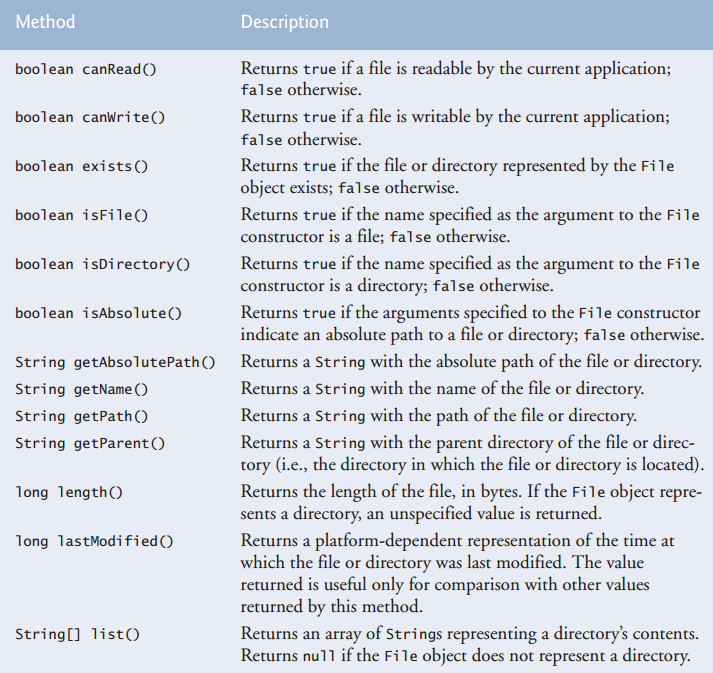 Method Description
boolean canRead() Returns true if a file is readable by the current application;
false otherwise.
boolean canWrite() Returns true if a file is writable by the current application;
false otherwise.
boolean exists() Returns true if the file or directory represented by the File
object exists; false otherwise.
boolean isFile() Returns true if the name specified as the argument to the File
constructor is a file; false otherwise.
boolean isDirectory() Returns true if the name specified as the argument to the File
constructor is a directory; false otherwise.
boolean isAbsolute() Returns true if the arguments specified to the File constructor
indicate an absolute path to a file or directory; false otherwise.
String getAbsolutePath() Returns a String with the absolute path of the file or directory.
String getName() Returns a String with the name of the file or directory.
String getPath() Returns a String with the path of the file or directory.
String getParent() Returns a String with the parent directory of the file or direc-
tory (i.e., the directory in which the file or directory is located).
long length() Returns the length of the file, in bytes. If the File object repre-
sents a directory, an unspecified value is returned.
long lastModified() Returns a platform-dependent representation of the time at
which the file or directory was last modified. The value
returned is useful only for comparison with other values
returned by this method.
String[] list() Returns an array of Strings representing a directory’s contents.
Returns null if the File object does not represent a directory.